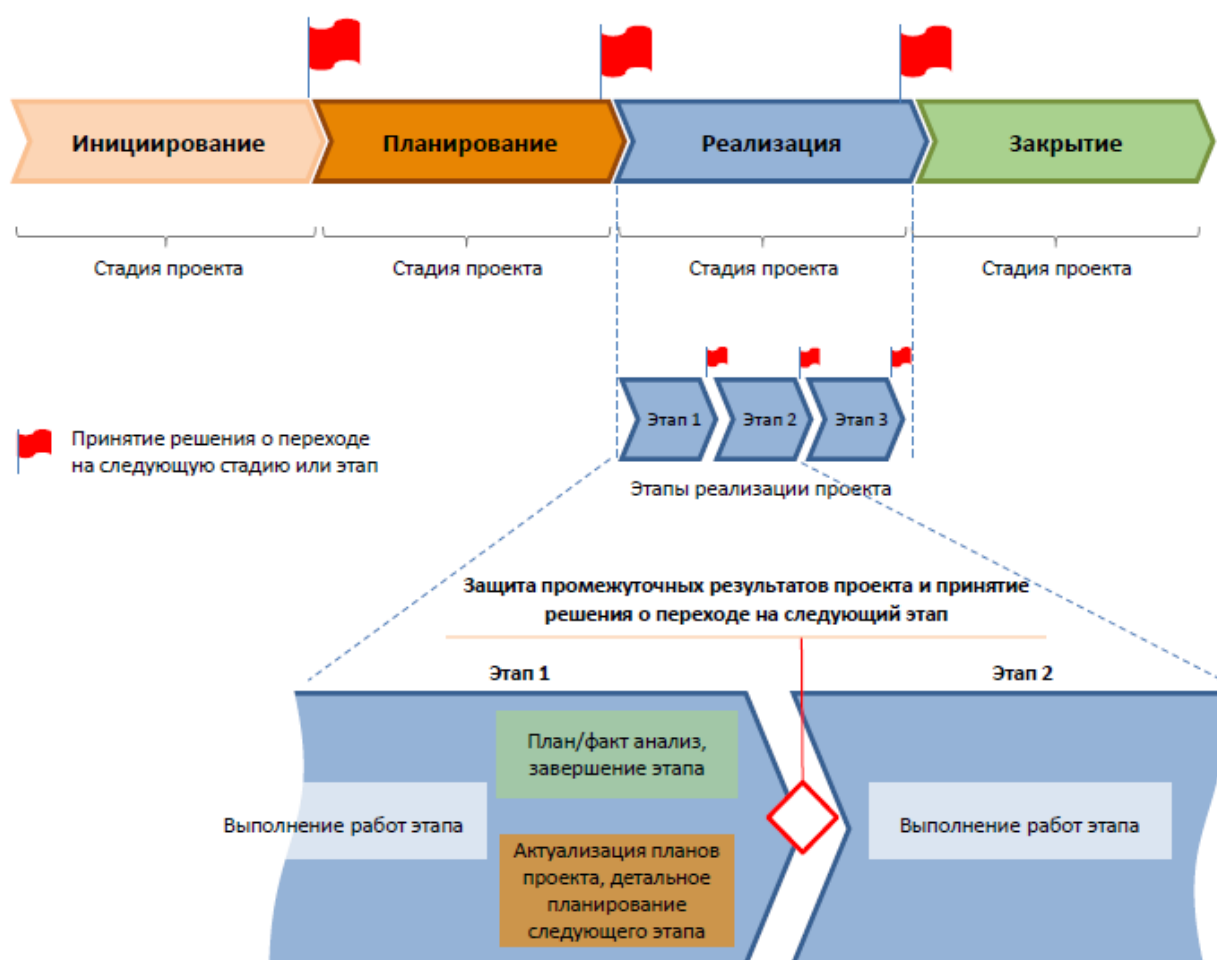 Инициирование
Планирование
Реализация
Закрытие
Стадия проекта
Стадия проекта
Стадия проекта
Стадия проекта
Этап 1
Этап 2
Этап 3
Принятие решения о переходе
на следующую стадию или этап
Этапы реализации проекта
Защита промежуточных результатов проекта и принятие
решения о переходе на следующий этап
Этап 1
Этап 2
План/факт анализ,
завершение этапа
Выполнение работ этапа
Выполнение работ этапа
Актуализация планов
проекта, детальное
планирование
следующего этапа